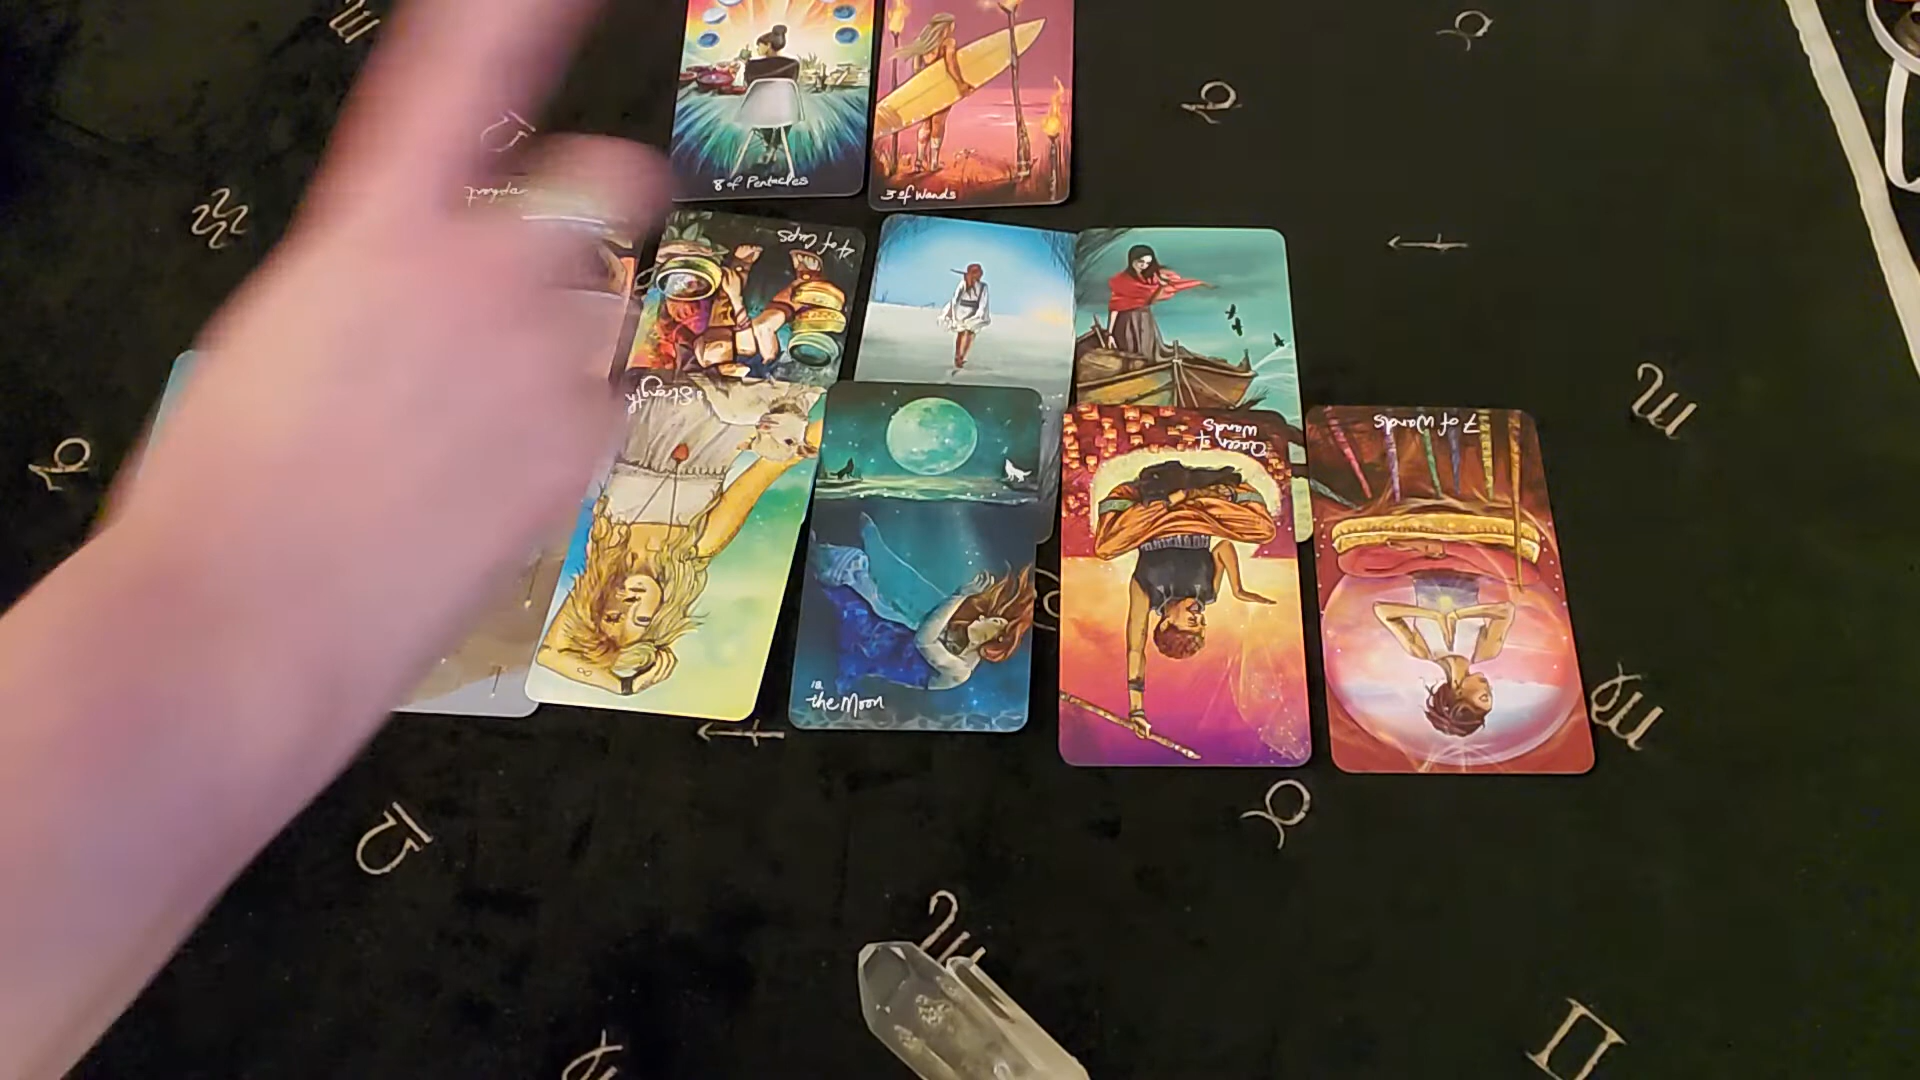 8 of Pentacles
3 of Wands
4 of Cups
8 Strength
Queen of
Wands
7 of Wands
18
the Moon